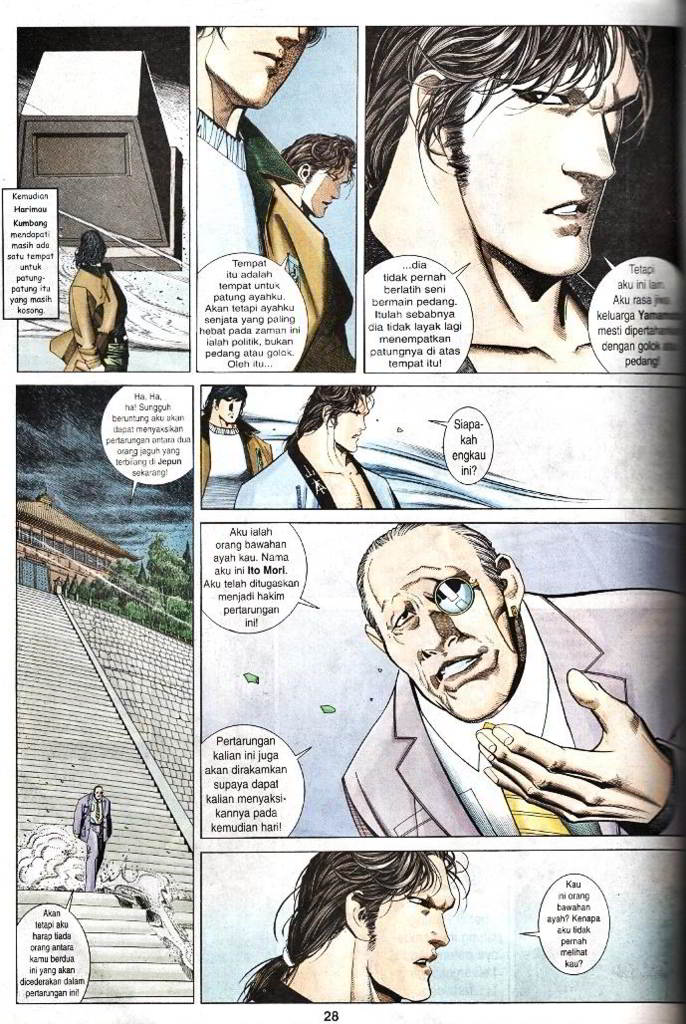 Kemudian
Harimau
Kumbang
mendapati
masih ada
satu tempat
untuk
patung-
patung itu
yang masih
kosong.
Tempat
itu adalah
tempat untuk
patung ayahku.
Akan tetapi ayahku
senjata yang paling
hebat pada zaman ini
ialah politik, bukan
pedang atau golok.
Oleh itu...
...dia
tidak pernah
berlatih seni
bermain pedang.
Itulah sebabnya
dia tidak layak lagi
menempatkan
patungnya di atas
tempat itu!
Tetapi
aku ini lain.
Aku rasa jiwa
keluarga Yamamo
mesti dipertahankan
dengan golok atau
pedang!
Ha, Ha,
ha! Sungguh
beruntung aku akan
dapat menyaksikan
pertarungan antara dua
orang jaguh yang
terbilang di Jepun
sekarang!
Siapa-
kah
engkau
ini?
Aku ialah
orang bawahan
ayah kau. Nama
aku ini Ito Mori.
Aku telah ditugaskan
menjadi hakim
pertarungan
ini!
Pertarungan
kalian ini juga
akan dirakamkan
supaya dapat
kalian menyaksi-
kannya pada
kemudian hari!
Akan
tetapi aku
harap tiada
orang antara
kamu berdua
ini yang akan
dicederakan dalam
pertarungan ini!
Kau
ini orang
bawahan
ayah? Kenapa
aku tidak
pernah
melihat
kau?
28